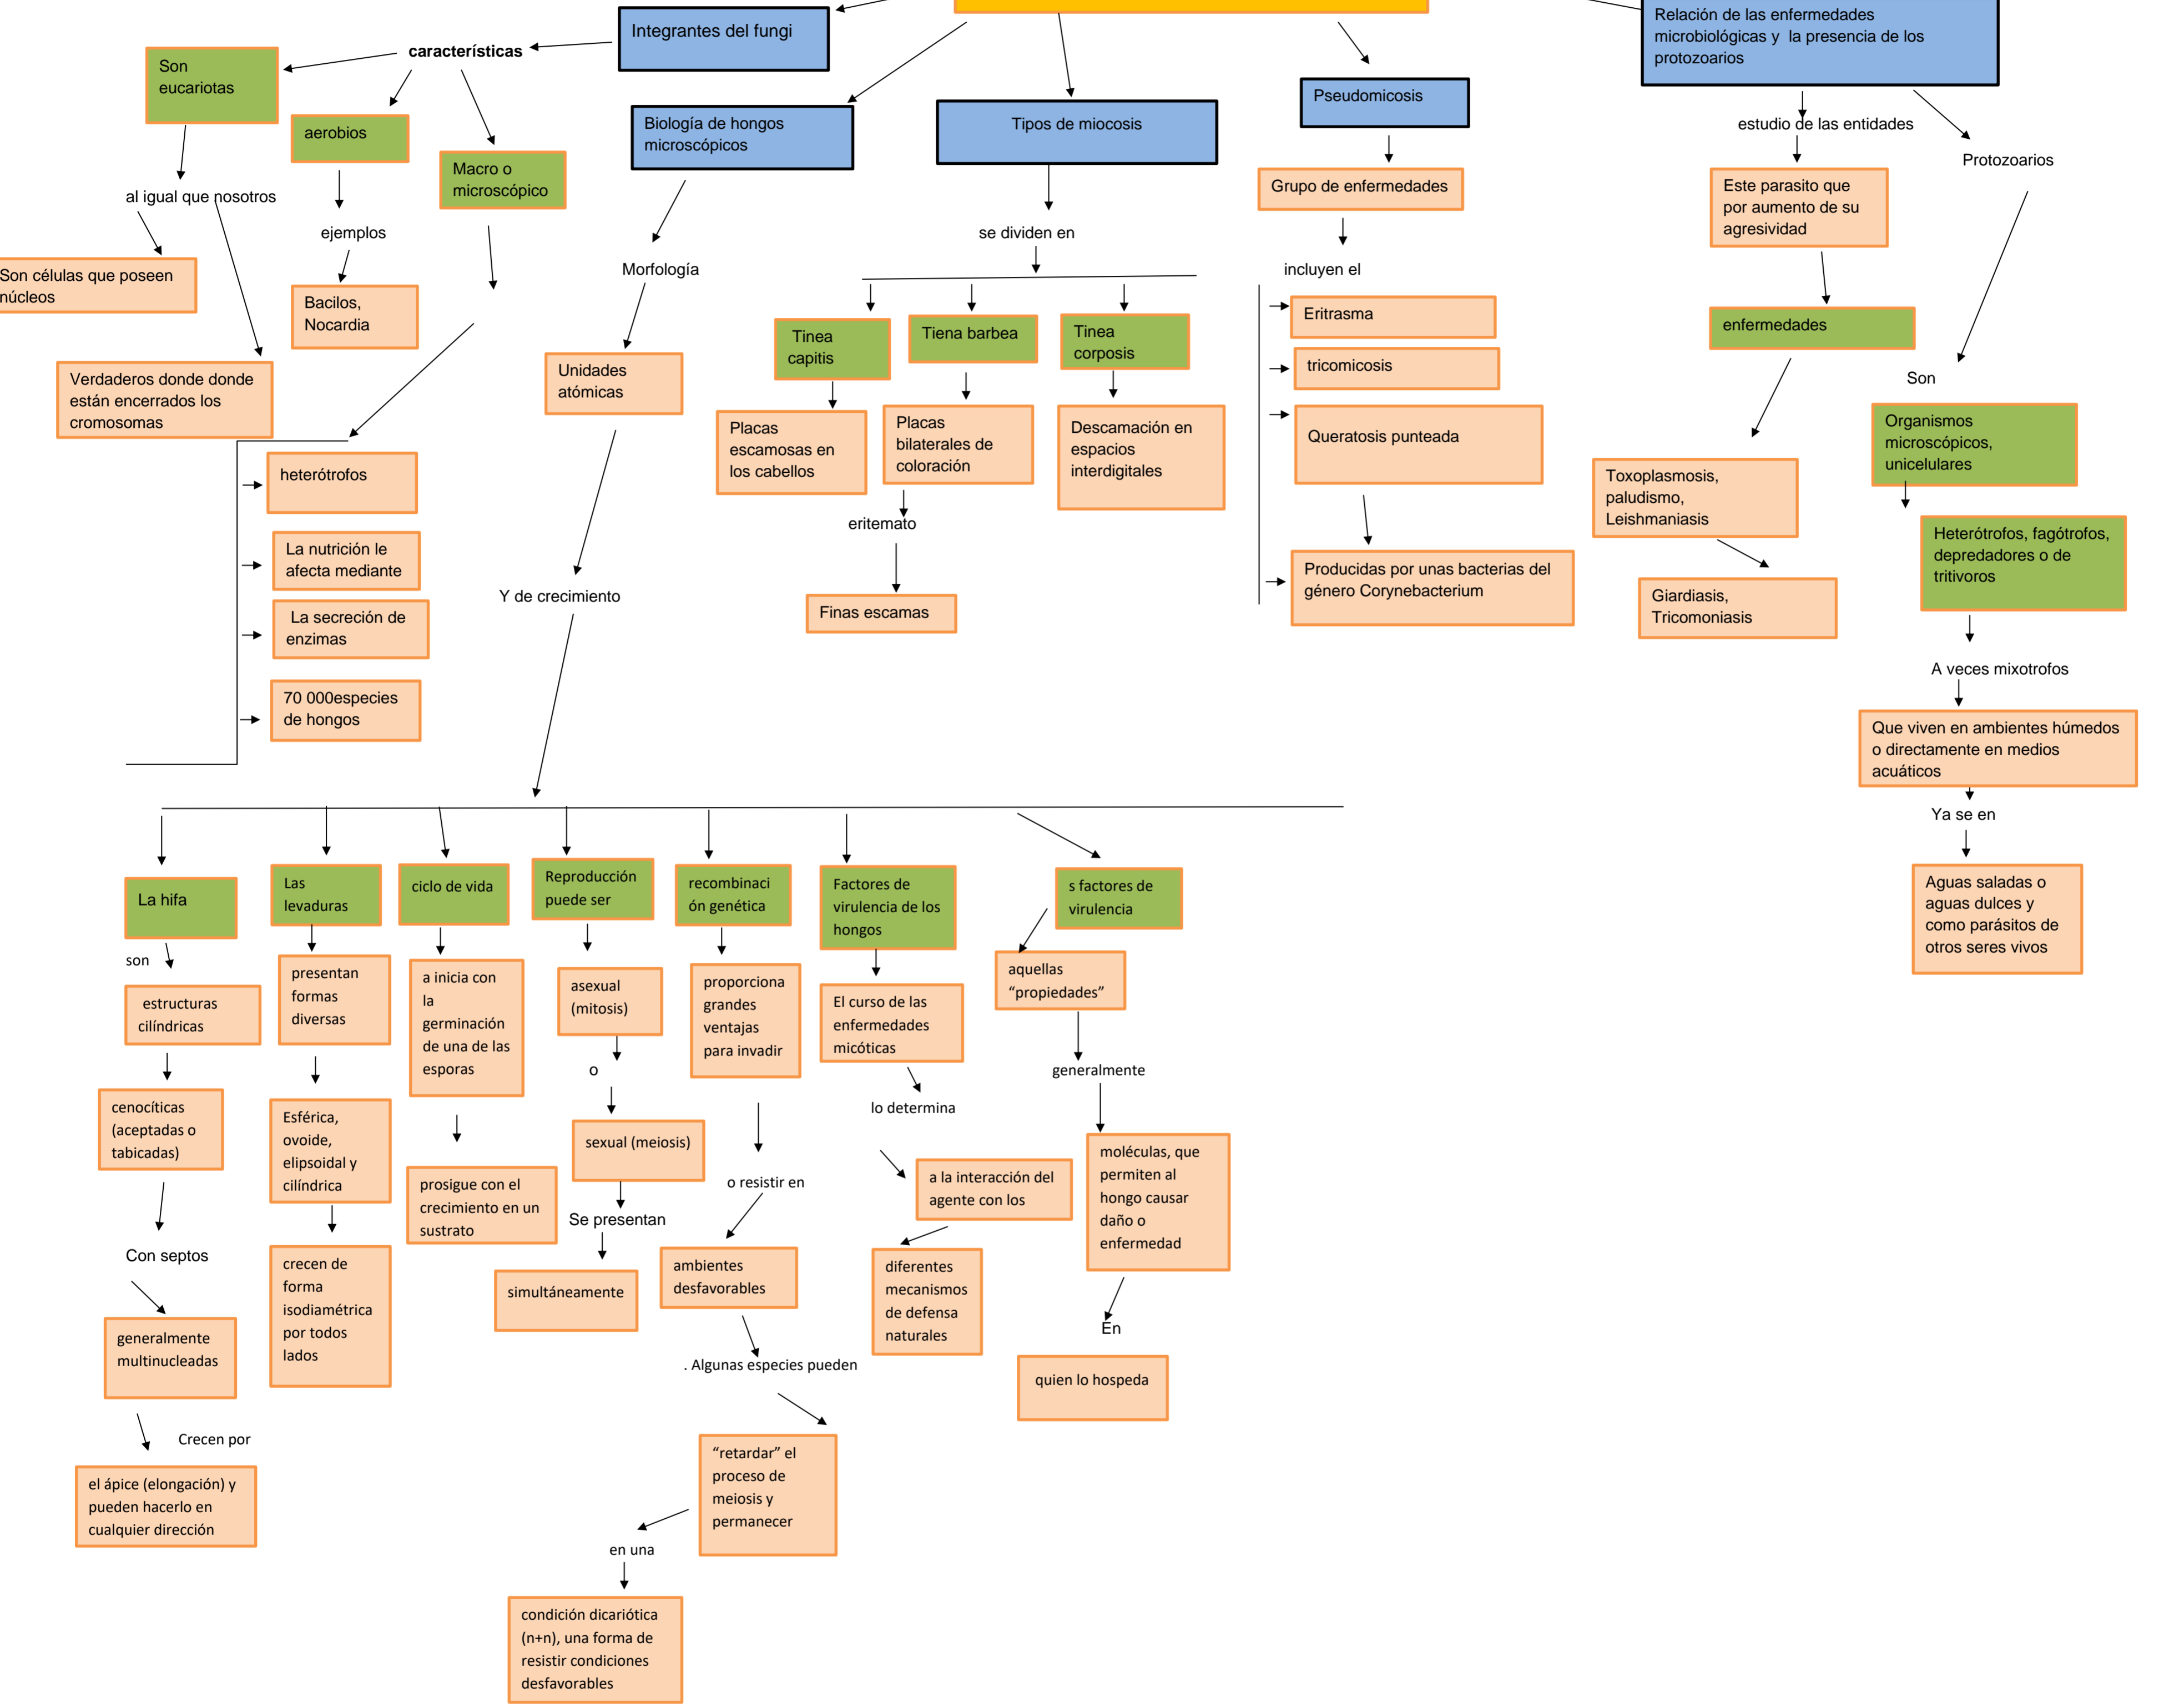 Integrantes del fungi
características
Son
eucariotas
aerobios
Macro o
microscópico
al igual que nosotros
ejemplos
Son células que poseen
núcleos
Bacilos,
Nocardia
Verdaderos donde donde
están encerrados los
cromosomas
heterótrofos
La nutrición le
afecta mediante
La secreción de
enzimas
70 000especies
de hongos
Biología de hongos
microscópicos
Morfología
Unidades
atómicas
Y de crecimiento
Tipos de miocosis
se dividen en
Tinea
capitis
Tiena barbea
Tinea
corposis
Placas
escamosas en
los cabellos
Placas
bilaterales de
coloración
Descamación en
espacios
interdigitales
eritemato
Finas escamas
Pseudomicosis
Grupo de enfermedades
incluyen el
Eritrasma
tricomicosis
Queratosis punteada
Producidas por unas bacterias del
género Corynebacterium
Relación de las enfermedades
microbiológicas y  la presencia de los
protozoarios
estudio de las entidades
Protozoarios
Este parasito que
por aumento de su
agresividad
enfermedades
Toxoplasmosis,
paludismo,
Leishmaniasis
Giardiasis,
Tricomoniasis
Son
Organismos
microscópicos,
unicelulares
Heterótrofos, fagótrofos,
depredadores o de
tritivoros
A veces mixotrofos
Que viven en ambientes húmedos
o directamente en medios
acuáticos
Ya se en
Aguas saladas o
aguas dulces y
como parásitos de
otros seres vivos
La hifa
son
estructuras
cilíndricas
cenocíticas
(aceptadas o
tabicadas)
Con septos
generalmente
multinucleadas
Crecen por
el ápice (elongación) y
pueden hacerlo en
cualquier dirección
Las
levaduras
presentan
formas
diversas
Esférica,
ovoide,
elipsoidal y
cilíndrica
crecen de
forma
isodiamétrica
por todos
lados
ciclo de vida
a inicia con
la
germinación
de una de las
esporas
prosigue con el
crecimiento en un
sustrato
Reproducción
puede ser
asexual
(mitosis)
o
sexual (meiosis)
Se presentan
simultáneamente
recombinaci
ón genética
proporciona
grandes
ventajas
para invadir
o resistir en
ambientes
desfavorables
. Algunas especies pueden
“retardar” el
proceso de
meiosis y
permanecer
en una
condición dicariótica
(n+n), una forma de
resistir condiciones
desfavorables
Factores de
virulencia de los
hongos
El curso de las
enfermedades
micóticas
lo determina
a la interacción del
agente con los
diferentes
mecanismos
de defensa
naturales
s factores de
virulencia
aquellas
“propiedades”
generalmente
moléculas, que
permiten al
hongo causar
daño o
enfermedad
En
quien lo hospeda